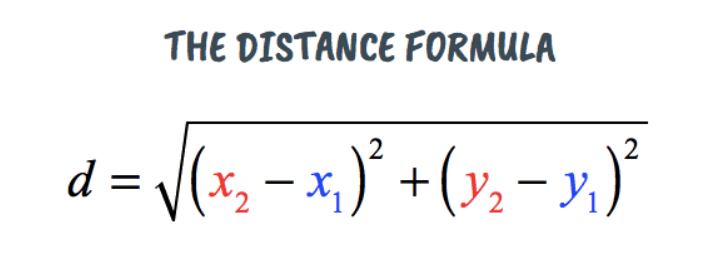 THE DISTANCE FORMULA
d = √((x₂ − x₁)² + (y₂ − y₁)²)